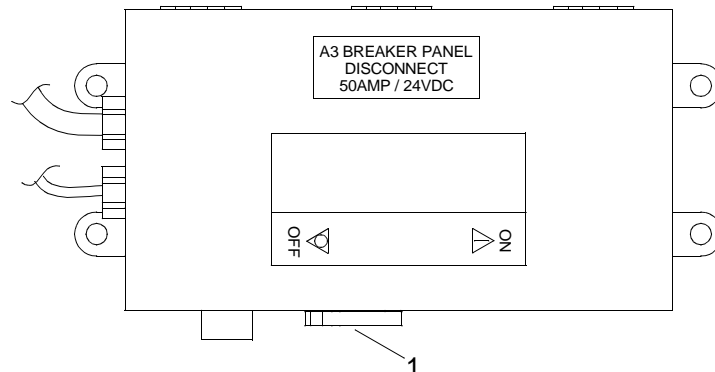 A3 BREAKER PANEL
DISCONNECT
50AMP / 24VDC
OFF
ON
1